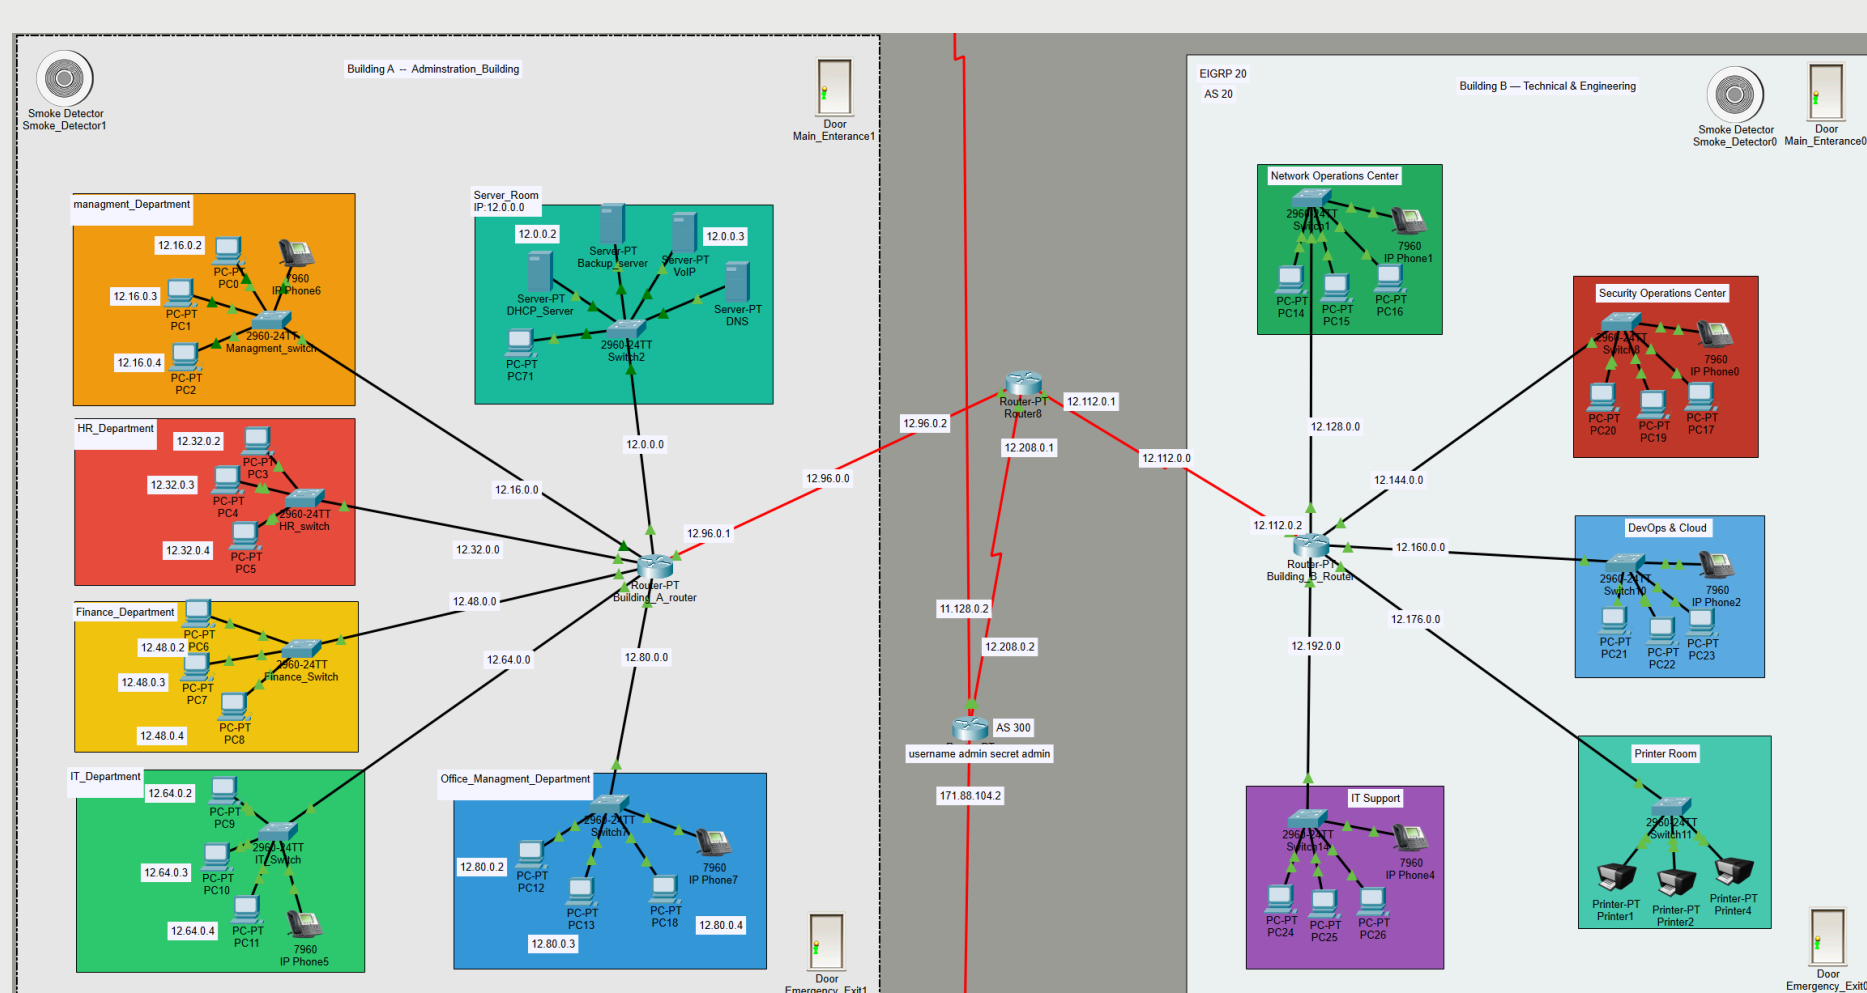 Smoke Detector
Smoke_Detector1
Building A -- Adminstration_Building
Door
Main_Enterance1
managment_Department
12.16.0.2
PC-PT
PC0
7960
IP Phone6
12.16.0.3
PC-PT
PC1
2960-24TT
Managment_switch
12.16.0.4
PC-PT
PC2
Server_Room
IP:12.0.0.0
12.0.0.2
Server-PT
Backup_server
12.0.0.3
Server-PT
VoIP
Server-PT
DHCP_Server
Server-PT
DNS
PC-PT
PC71
2960-24TT
Switch2
HR_Department
12.32.0.2
PC-PT
PC3
12.32.0.3
PC-PT
PC4
2960-24TT
HR_switch
12.32.0.4
PC-PT
PC5
Finance_Department
PC-PT
PC6
12.48.0.2
12.48.0.3
PC-PT
PC7
2960-24TT
Finance_Switch
12.48.0.4
PC-PT
PC8
IT_Department
12.64.0.2
PC-PT
PC9
12.64.0.3
PC-PT
PC10
2960-24TT
IT_Switch
12.64.0.4
PC-PT
PC11
7960
IP Phone5
Office_Managment_Department
2960-24TT
Switch7
12.80.0.2
PC-PT
PC12
PC-PT
PC13
PC-PT
PC18
7960
IP Phone7
12.80.0.3
12.80.0.4
12.0.0.0
12.16.0.0
12.32.0.0
12.48.0.0
12.64.0.0
12.80.0.0
12.96.0.1
12.96.0.0
12.96.0.2
Router-PT
Building_A_router
Door
Emergency_Exit1
Router-PT
Router8
12.112.0.1
12.208.0.1
12.112.0.0
11.128.0.2
12.208.0.2
AS 300
username admin secret admin
171.88.104.2
EIGRP 20
AS 20
Building B — Technical & Engineering
Smoke Detector
Smoke_Detector0
Door
Main_Enterance0
Network Operations Center
2960-24TT
Switch1
7960
IP Phone1
PC-PT
PC14
PC-PT
PC15
PC-PT
PC16
Security Operations Center
2960-24TT
Switch8
7960
IP Phone0
PC-PT
PC20
PC-PT
PC19
PC-PT
PC17
12.128.0.0
12.144.0.0
12.112.0.2
12.160.0.0
Router-PT
Building_B_Router
12.176.0.0
12.192.0.0
DevOps & Cloud
2960-24TT
Switch10
7960
IP Phone2
PC-PT
PC21
PC-PT
PC22
PC-PT
PC23
Printer Room
2960-24TT
Switch11
Printer-PT
Printer1
Printer-PT
Printer2
Printer-PT
Printer4
IT Support
2960-24TT
Switch14
7960
IP Phone4
PC-PT
PC24
PC-PT
PC25
PC-PT
PC26
Door
Emergency_Exit0